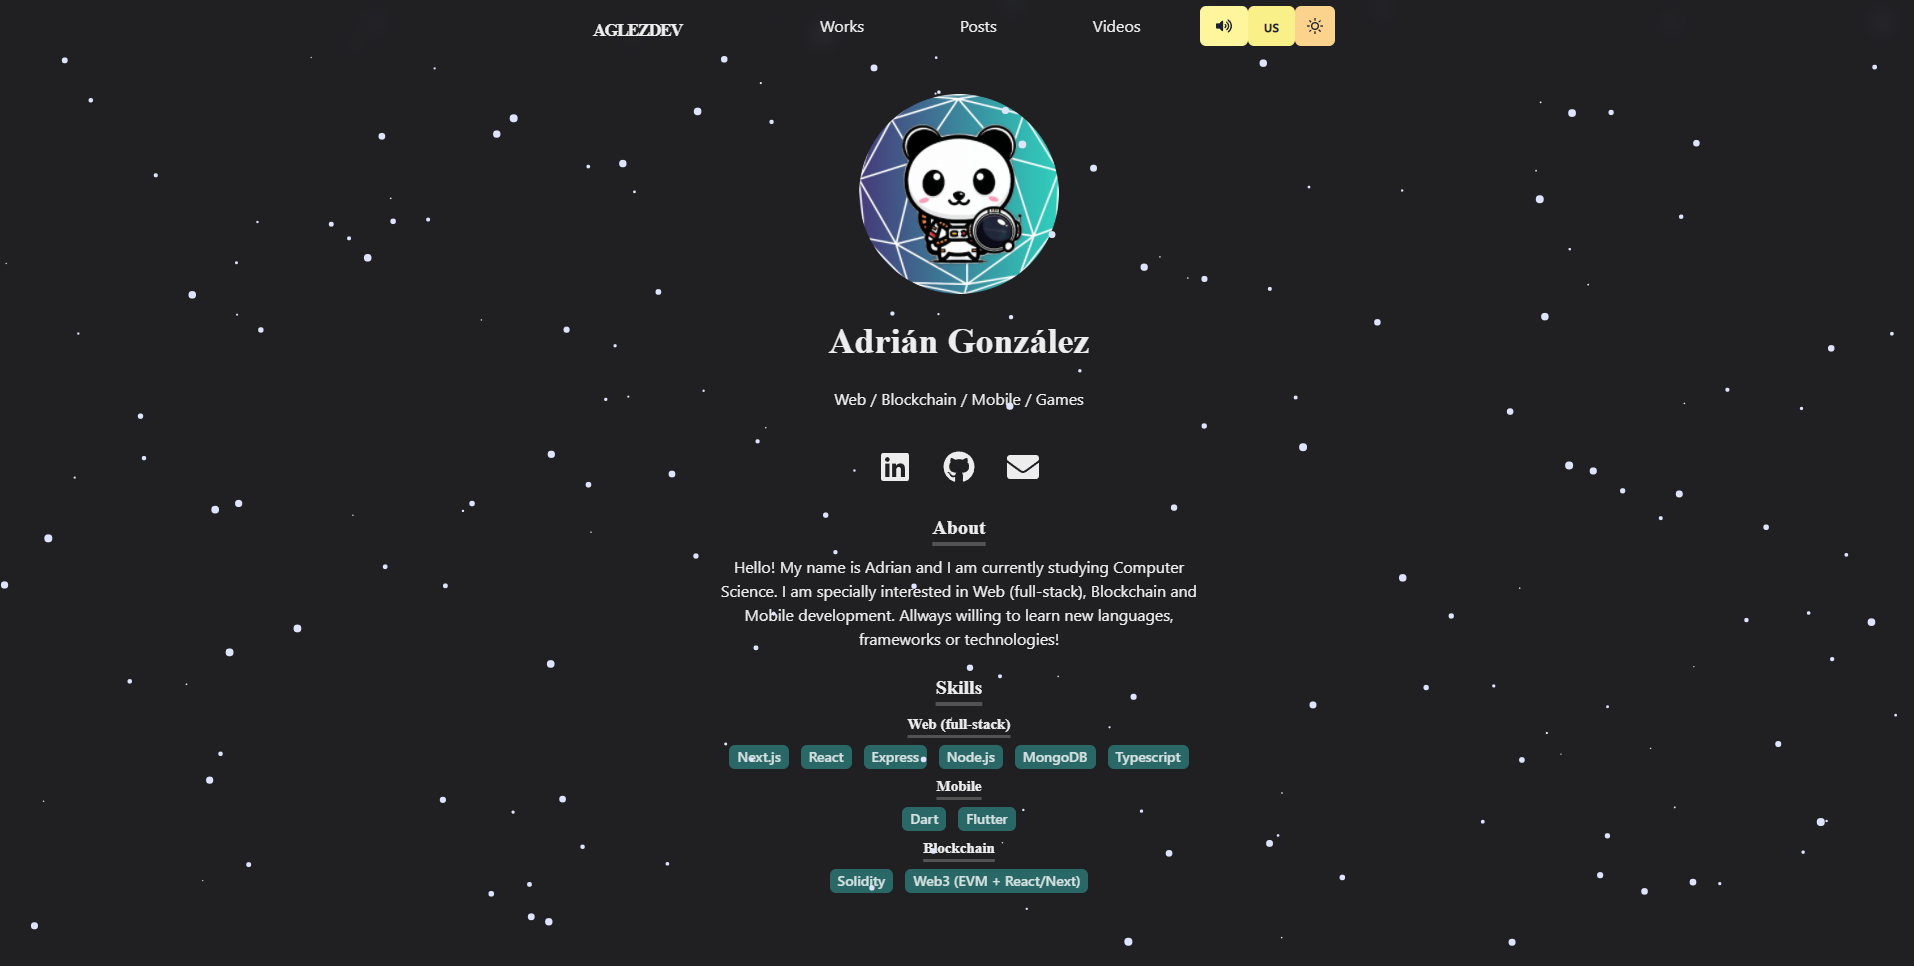 AGLEZDEV
Works
Posts
Videos
US
Adrián González
Web / Blockchain / Mobile / Games
About
Hello! My name is Adrian and I am currently studying Computer
Science. I am specially interested in Web (full-stack), Blockchain and
Mobile development. Allways willing to learn new languages,
frameworks or technologies!
Skills
Web (full-stack)
Next.js React Express Node.js MongoDB Typescript
Mobile
Dart Flutter
Blockchain
Solidity Web3 (EVM + React/Next)